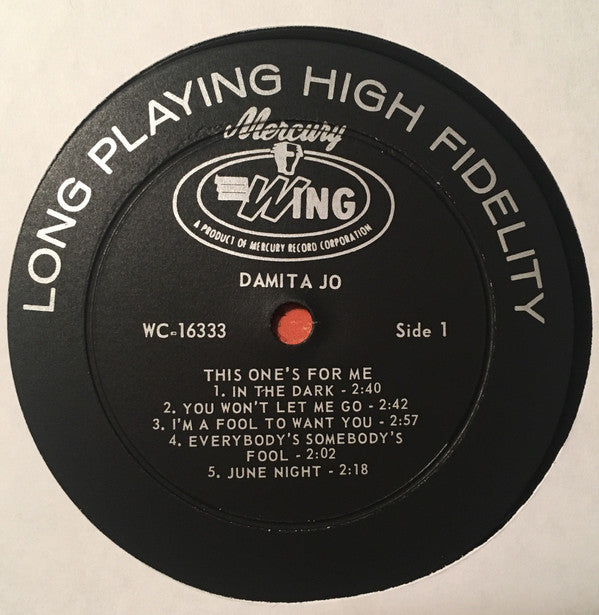 LONG PLAYING HIGH FIDELITY
Mercury
WING
A PRODUCT OF MERCURY RECORD CORPORATION
DAMITA JO
WC-16333 Side 1
THIS ONE'S FOR ME
1. IN THE DARK - 2:40
2. YOU WON'T LET ME GO - 2:42
3. I'M A FOOL TO WANT YOU - 2:57
4. EVERYBODY'S SOMEBODY'S
FOOL - 2:02
5. JUNE NIGHT - 2:18